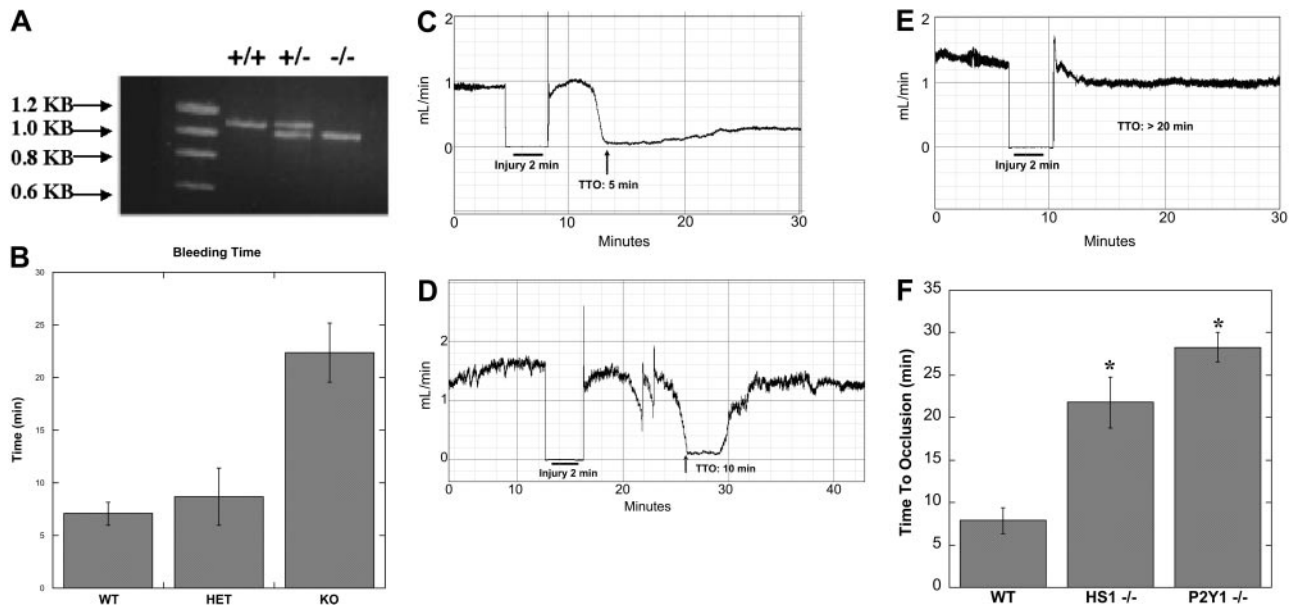 A
+/+ +/- -/-
1.2 KB
1.0 KB
0.8 KB
0.6 KB
B
Bleeding Time
Time (min)
30
25
20
15
10
5
0
WT HET KO
C
mL/min
2
1
0
Injury 2 min
TTO: 5 min
0 10 20 30
Minutes
D
mL/min
2
1
0
Injury 2 min
TTO: 10 min
0 10 20 30 40
Minutes
E
mL/min
2
1
0
Injury 2 min
TTO: > 20 min
0 10 20 30
Minutes
F
Time To Occlusion (min)
35
30
25
20
15
10
5
0
*
*
WT HS1 -/- P2Y1 -/-